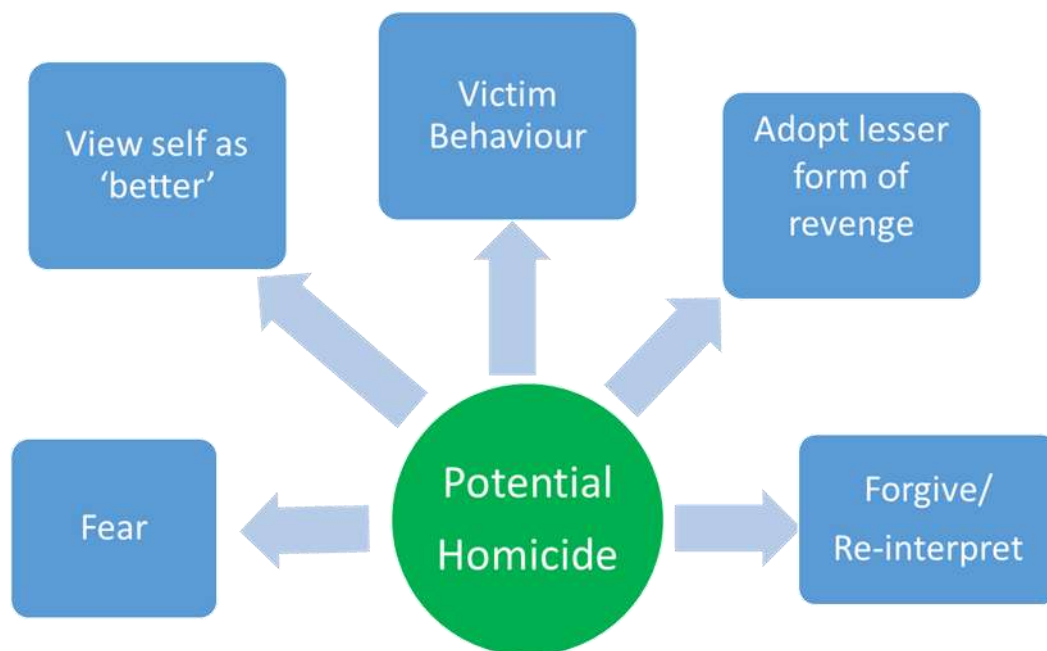 View self as
‘better’
Victim
Behaviour
Adopt lesser
form of
revenge
Fear
Potential
Homicide
Forgive/
Re-interpret